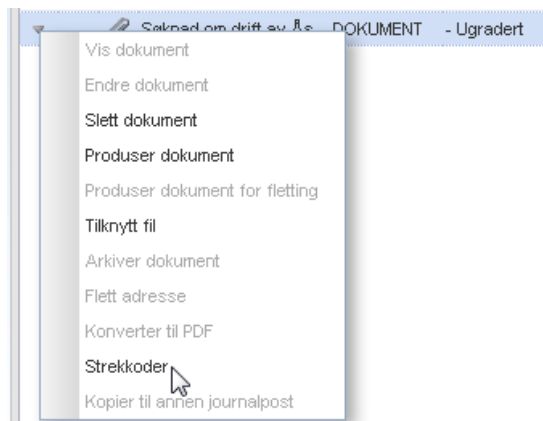 Søknad om drift av Ås DOKUMENT - Ugradert
Vis dokument
Endre dokument
Slett dokument
Produser dokument
Produser dokument for fletting
Tilknytt fil
Arkiver dokument
Flett adresse
Konverter til PDF
Strekkoder
Kopier til annen journalpost